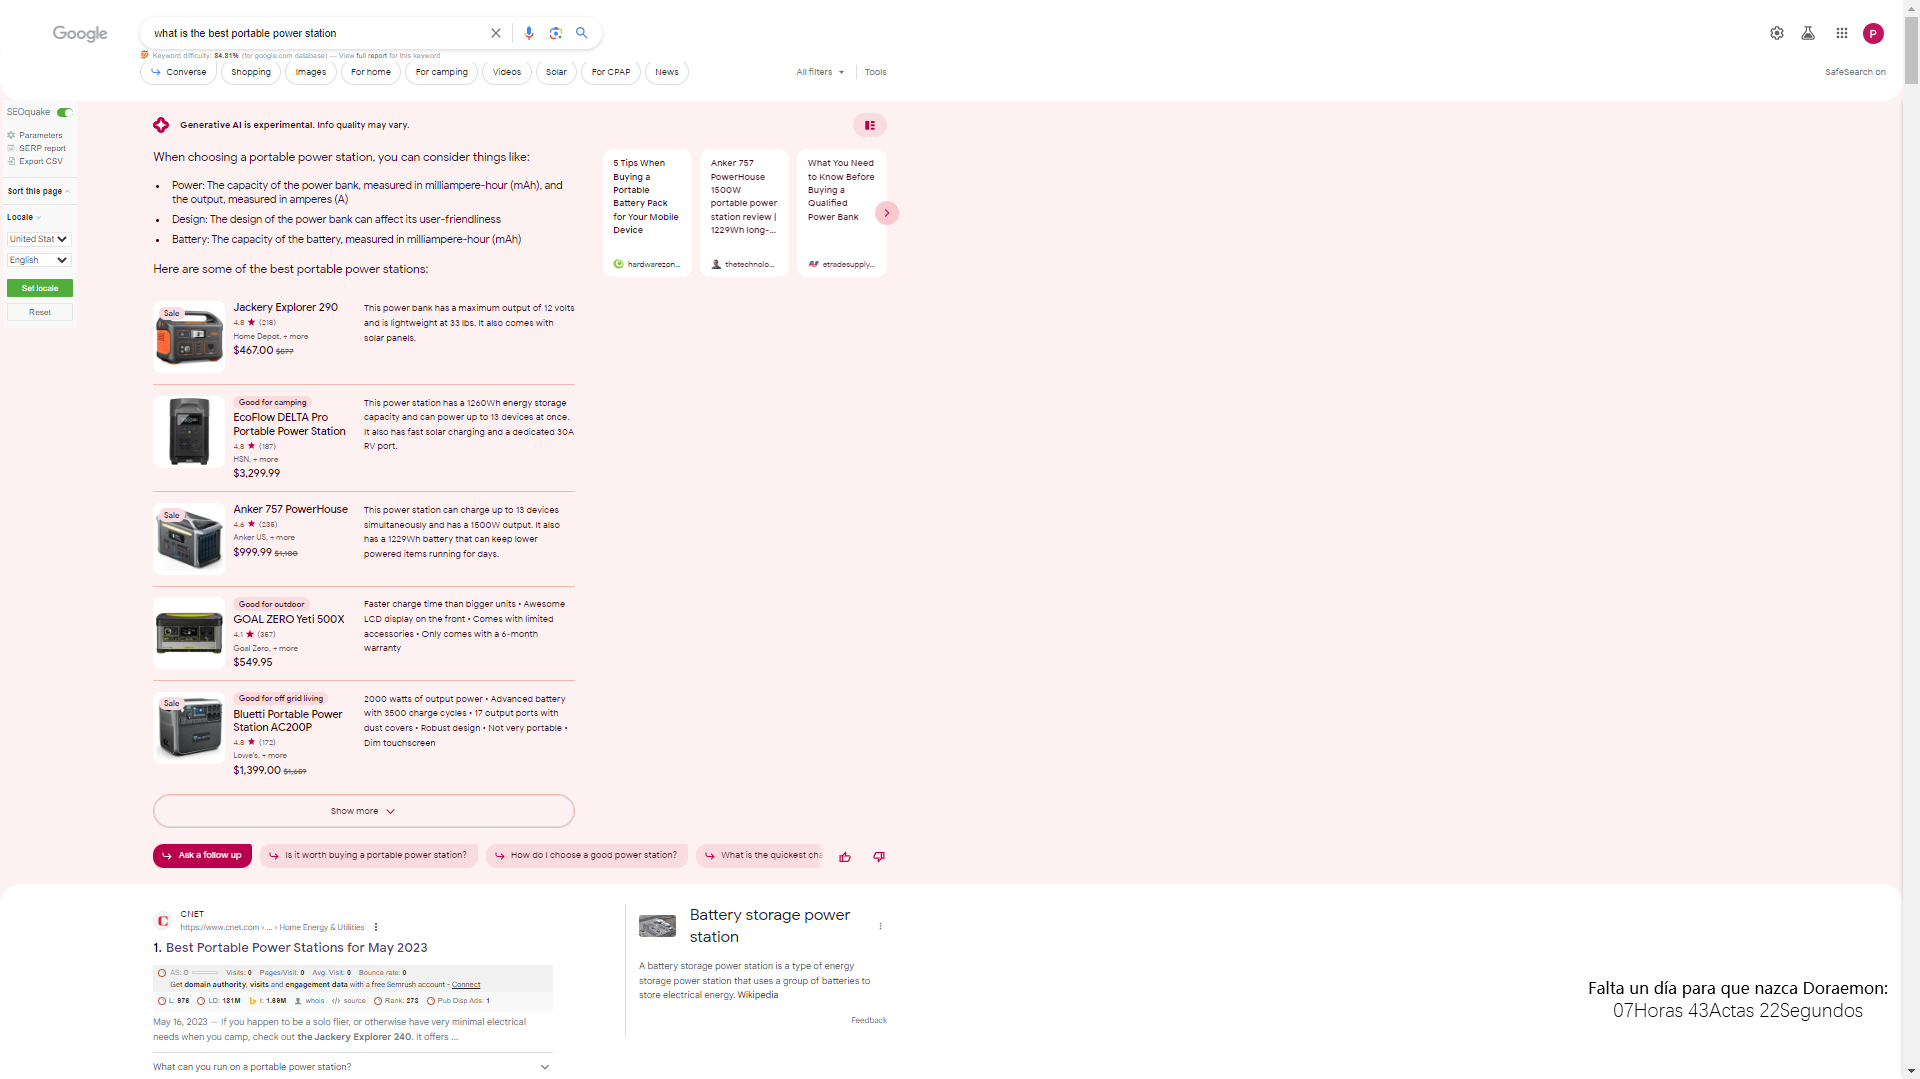 Google
what is the best portable power station
Keyword difficulty: 84.81% (for google.com database) — View full report for this keyword
Converse
Shopping
Images
For home
For camping
Videos
Solar
For CPAP
News
All filters
Tools
SafeSearch on
P
SEOquake
Parameters
SERP report
Export CSV
Sort this page
Locale
United Stat
English
Set locale
Reset
Generative AI is experimental. Info quality may vary.
When choosing a portable power station, you can consider things like:
• Power: The capacity of the power bank, measured in milliampere-hour (mAh), and
the output, measured in amperes (A)
• Design: The design of the power bank can affect its user-friendliness
• Battery: The capacity of the battery, measured in milliampere-hour (mAh)
Here are some of the best portable power stations:
5 Tips When
Buying a
Portable
Battery Pack
for Your Mobile
Device
hardwarezon...
Anker 757
PowerHouse
1500W
portable power
station review |
1229Wh long-...
thetechnolo...
What You Need
to Know Before
Buying a
Qualified
Power Bank
etradesupply...
Sale
Jackery Explorer 290
4.8 ★ (218)
Home Depot, + more
$467.00 $577
This power bank has a maximum output of 12 volts
and is lightweight at 33 lbs. It also comes with
solar panels.
Good for camping
EcoFlow DELTA Pro
Portable Power Station
4.8 ★ (187)
HSN, + more
$3,299.99
This power station has a 1260Wh energy storage
capacity and can power up to 13 devices at once.
It also has fast solar charging and a dedicated 30A
RV port.
Sale
Anker 757 PowerHouse
4.6 ★ (235)
Anker US, + more
$999.99 $1,100
This power station can charge up to 13 devices
simultaneously and has a 1500W output. It also
has a 1229Wh battery that can keep lower
powered items running for days.
Good for outdoor
GOAL ZERO Yeti 500X
4.1 ★ (357)
Goal Zero, + more
$549.95
Faster charge time than bigger units • Awesome
LCD display on the front • Comes with limited
accessories • Only comes with a 6-month
warranty
Sale
Good for off grid living
Bluetti Portable Power
Station AC200P
4.8 ★ (172)
Lowe's, + more
$1,399.00 $1,659
2000 watts of output power • Advanced battery
with 3500 charge cycles • 17 output ports with
dust covers • Robust design • Not very portable •
Dim touchscreen
Show more
Ask a follow up
Is it worth buying a portable power station?
How do I choose a good power station?
What is the quickest cha
CNET
https://www.cnet.com › ... › Home Energy & Utilities
1. Best Portable Power Stations for May 2023
AS: 0 Visits: 0 Pages/Visit: 0 Avg. Visit: 0 Bounce rate: 0
Get domain authority, visits and engagement data with a free Semrush account - Connect
L: 976 LD: 181M I: 1.69M whois source Rank: 273 Pub Disp Ads: 1
May 16, 2023 — If you happen to be a solo flier, or otherwise have very minimal electrical
needs when you camp, check out the Jackery Explorer 240. It offers ...
What can you run on a portable power station?
Battery storage power
station
A battery storage power station is a type of energy
storage power station that uses a group of batteries to
store electrical energy. Wikipedia
Feedback
Falta un día para que nazca Doraemon:
07Horas 43Actas 22Segundos